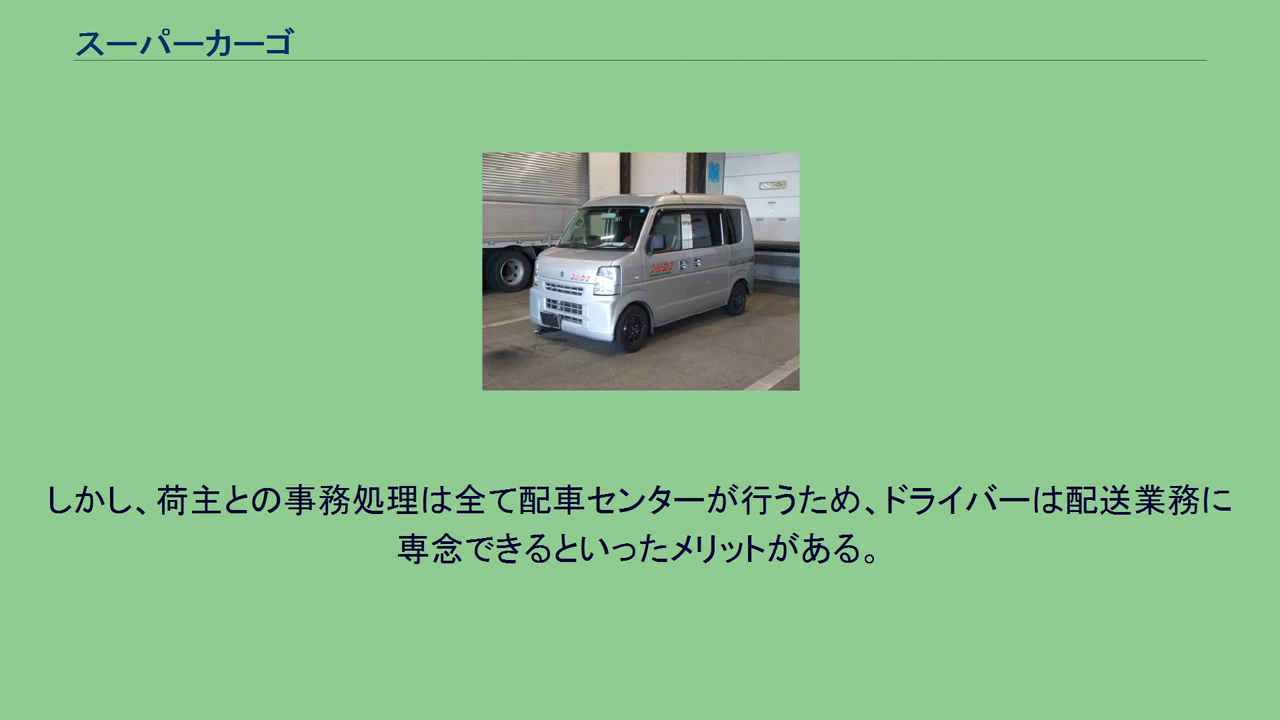 スーパーカーゴ
しかし、荷主との事務処理は全て配車センターが行うため、ドライバーは配送業務に
専念できるといったメリットがある。